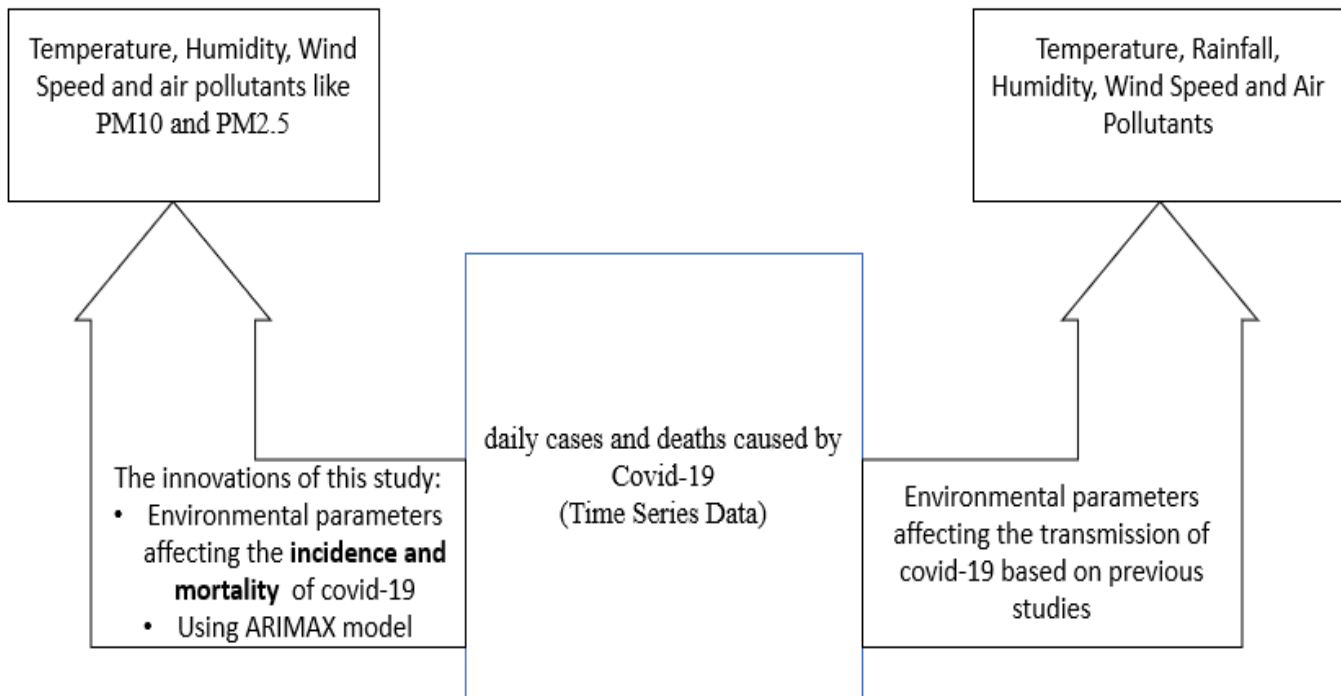 Temperature, Humidity, Wind
Speed and air pollutants like
PM10 and PM2.5
Temperature, Rainfall,
Humidity, Wind Speed and Air
Pollutants
The innovations of this study:
• Environmental parameters
affecting the incidence and
mortality of covid-19
• Using ARIMAX model
daily cases and deaths caused by
Covid-19
(Time Series Data)
Environmental parameters
affecting the transmission of
covid-19 based on previous
studies